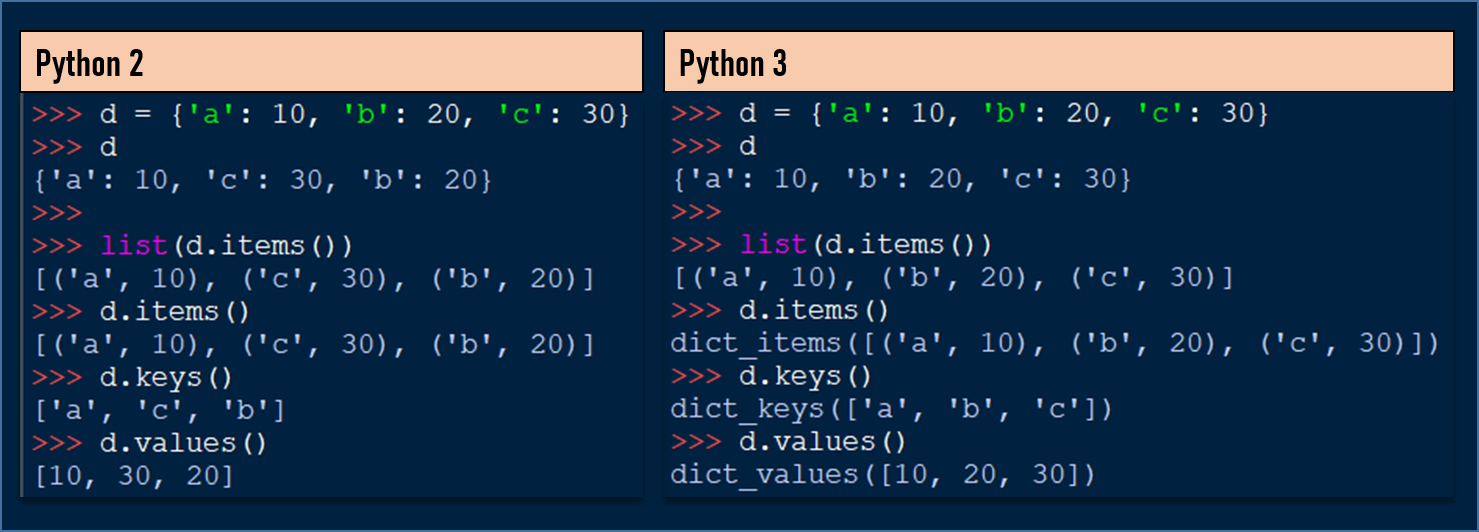 Python 2
>>> d = {'a': 10, 'b': 20, 'c': 30}
>>> d
{'a': 10, 'c': 30, 'b': 20}
>>>
>>> list(d.items())
[('a', 10), ('c', 30), ('b', 20)]
>>> d.items()
[('a', 10), ('c', 30), ('b', 20)]
>>> d.keys()
['a', 'c', 'b']
>>> d.values()
[10, 30, 20]
Python 3
>>> d = {'a': 10, 'b': 20, 'c': 30}
>>> d
{'a': 10, 'b': 20, 'c': 30}
>>>
>>> list(d.items())
[('a', 10), ('b', 20), ('c', 30)]
>>> d.items()
dict_items([('a', 10), ('b', 20), ('c', 30)])
>>> d.keys()
dict_keys(['a', 'b', 'c'])
>>> d.values()
dict_values([10, 20, 30])